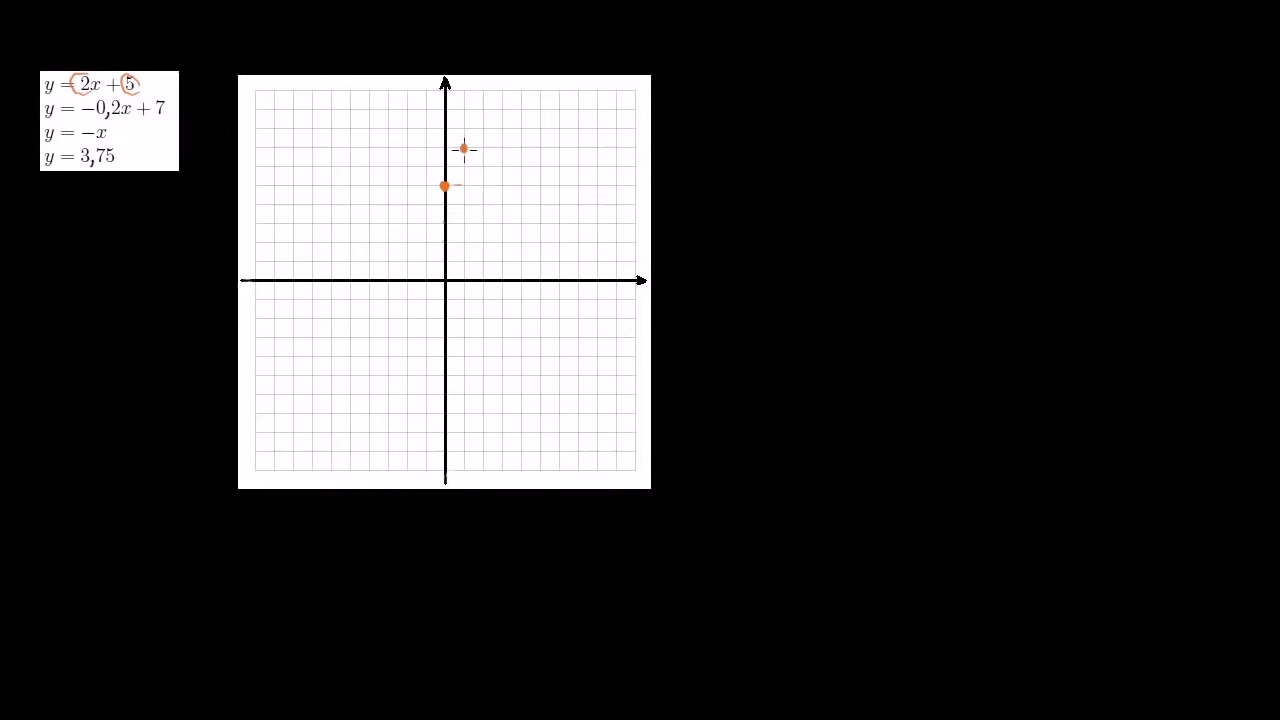 y = 2x + 5
y = −0,2x + 7
y = −x
y = 3,75